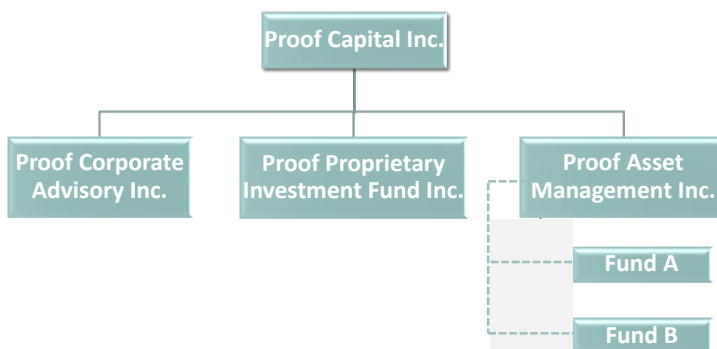 Proof Capital Inc.
Proof Corporate
Advisory Inc.
Proof Proprietary
Investment Fund Inc.
Proof Asset
Management Inc.
Fund A
Fund B